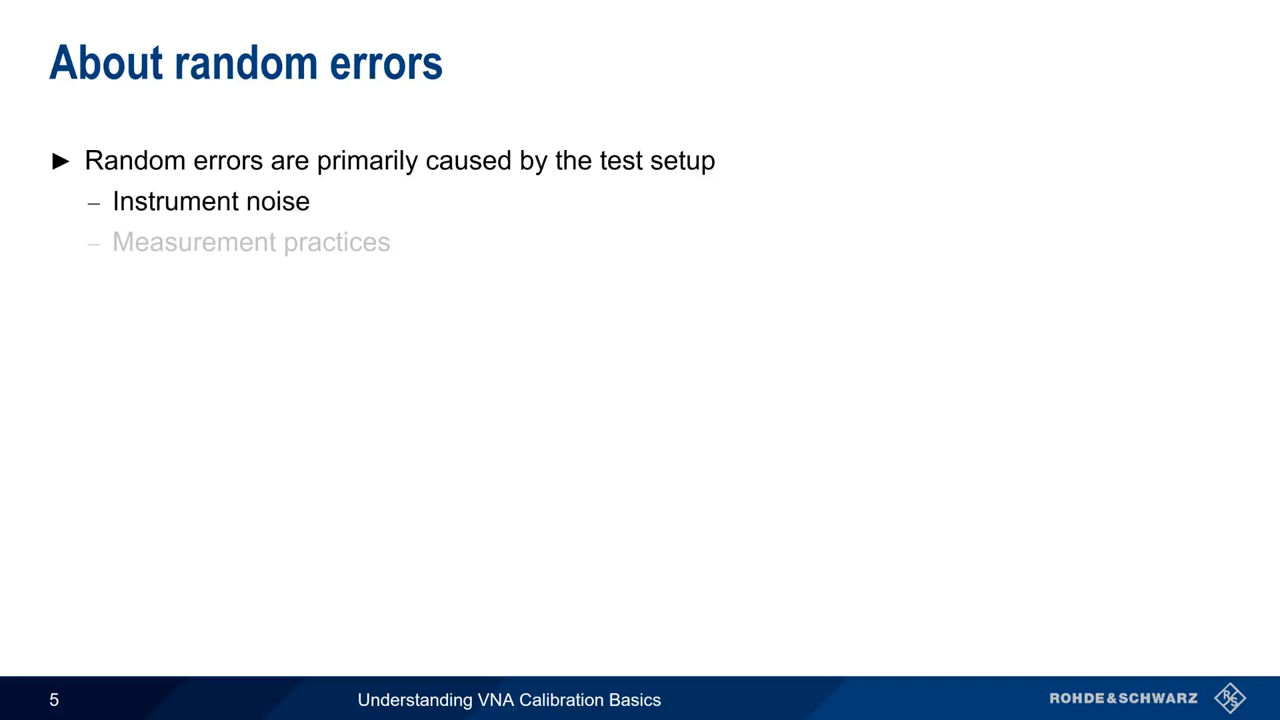 About random errors
► Random errors are primarily caused by the test setup
– Instrument noise
– Measurement practices
5 Understanding VNA Calibration Basics ROHDE & SCHWARZ R S